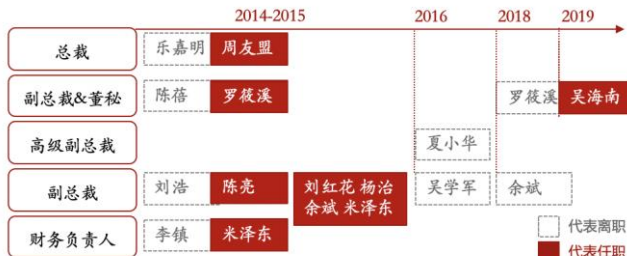 2014-2015 2016 2018 2019
总裁 乐嘉明 周友盟
副总裁&董秘 陈蓓 罗筱溪 罗筱溪 吴海南
高级副总裁 夏小华
副总裁 刘浩 陈亮 刘红花 杨治 吴学军 余斌
余斌 米泽东
财务负责人 李镇 米泽东
代表离职
代表任职